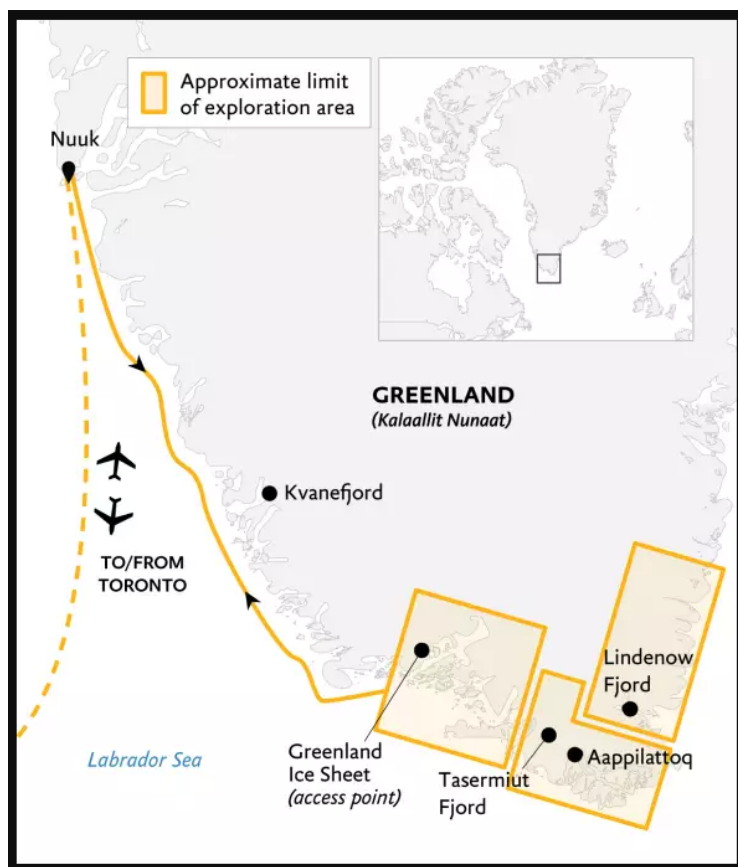 Approximate limit
of exploration area
Nuuk
GREENLAND
(Kalaallit Nunaat)
Kvanefjord
TO/FROM
TORONTO
Lindenow
Fjord
Labrador Sea
Greenland
Ice Sheet
(access point)
Tasermiut
Fjord
Aappilattoq